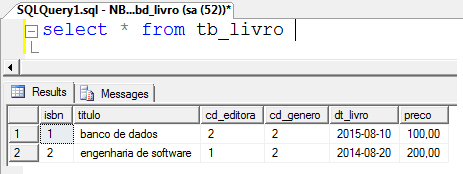 SQLQuery1.sql - NB...bd_livro (sa (52))*
select * from tb_livro
Results Messages
isbn titulo cd_editora cd_genero dt_livro preco
1 1 banco de dados 2 2 2015-08-10 100,00
2 2 engenharia de software 1 2 2014-08-20 200,00